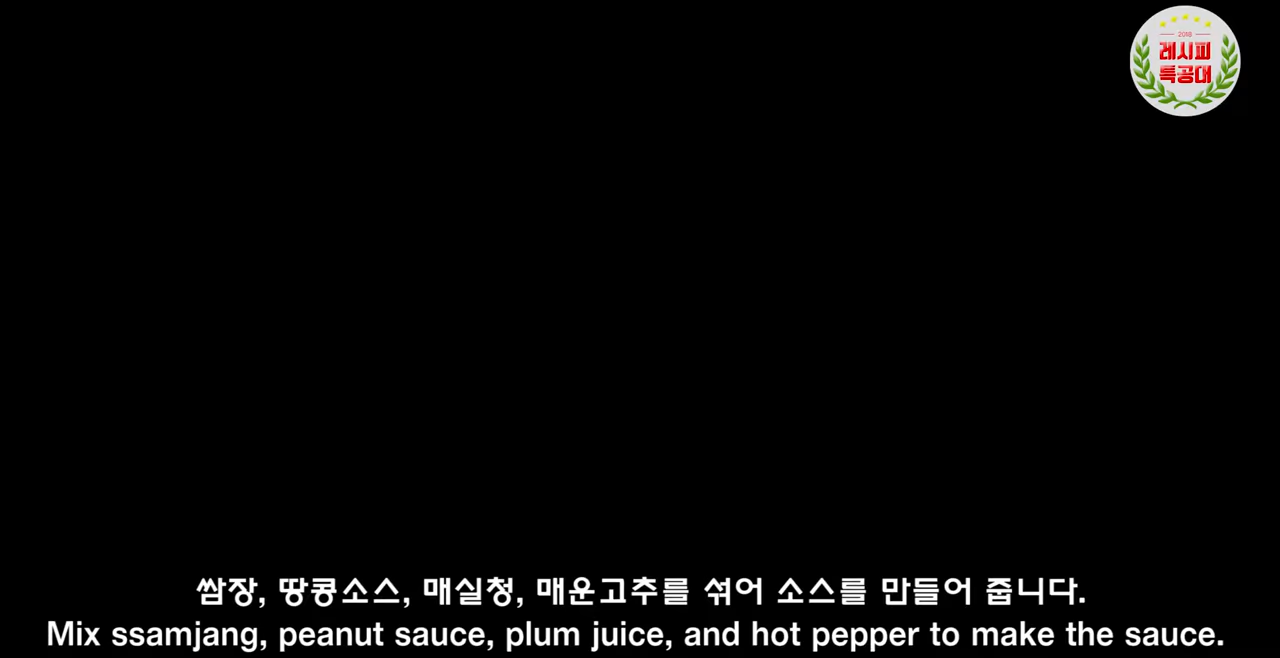 2018
레시피
특공대
쌈장, 땅콩소스, 매실청, 매운고추를 섞어 소스를 만들어 줍니다.
Mix ssamjang, peanut sauce, plum juice, and hot pepper to make the sauce.